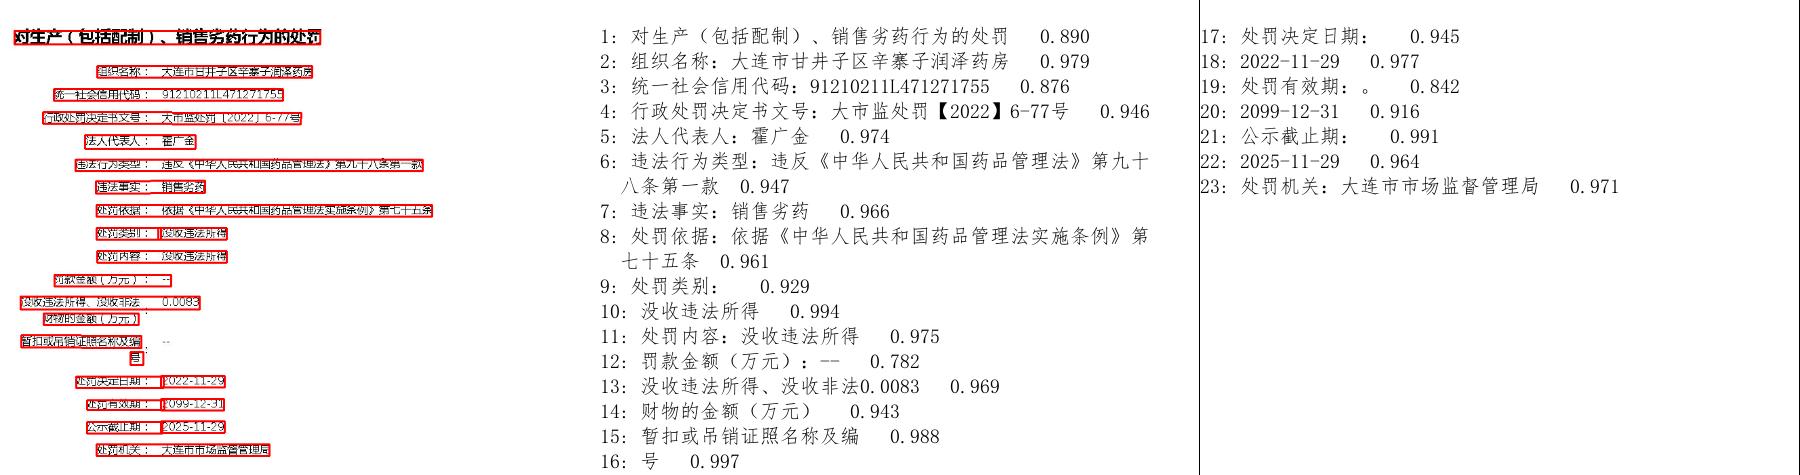 对生产（包括配制）、销售劣药行为的处罚
组织名称： 大连市甘井子区辛寨子润泽药房
统一社会信用代码： 91210211L471271755
行政处罚决定书文号： 大市监处罚〔2022〕6-77号
法人代表人： 霍广金
违法行为类型： 违反《中华人民共和国药品管理法》第九十八条第一款
违法事实： 销售劣药
处罚依据： 依据《中华人民共和国药品管理法实施条例》第七十五条
处罚类别： 没收违法所得
处罚内容： 没收违法所得
罚款金额（万元）： --
没收违法所得、没收非法 0.0083
财物的金额（万元）：
暂扣或吊销证照名称及编 --
号：
处罚决定日期： 2022-11-29
处罚有效期： 2099-12-31
公示截止期： 2025-11-29
处罚机关： 大连市市场监督管理局
1: 对生产（包括配制）、销售劣药行为的处罚 0.890
2: 组织名称：大连市甘井子区辛寨子润泽药房 0.979
3: 统一社会信用代码：91210211L471271755 0.876
4: 行政处罚决定书文号：大市监处罚【2022】6-77号 0.946
5: 法人代表人：霍广金 0.974
6: 违法行为类型：违反《中华人民共和国药品管理法》第九十
八条第一款 0.947
7: 违法事实：销售劣药 0.966
8: 处罚依据：依据《中华人民共和国药品管理法实施条例》第
七十五条 0.961
9: 处罚类别： 0.929
10: 没收违法所得 0.994
11: 处罚内容：没收违法所得 0.975
12: 罚款金额（万元）：-- 0.782
13: 没收违法所得、没收非法0.0083 0.969
14: 财物的金额（万元） 0.943
15: 暂扣或吊销证照名称及编 0.988
16: 号 0.997
17: 处罚决定日期： 0.945
18: 2022-11-29 0.977
19: 处罚有效期：。 0.842
20: 2099-12-31 0.916
21: 公示截止期： 0.991
22: 2025-11-29 0.964
23: 处罚机关：大连市市场监督管理局 0.971